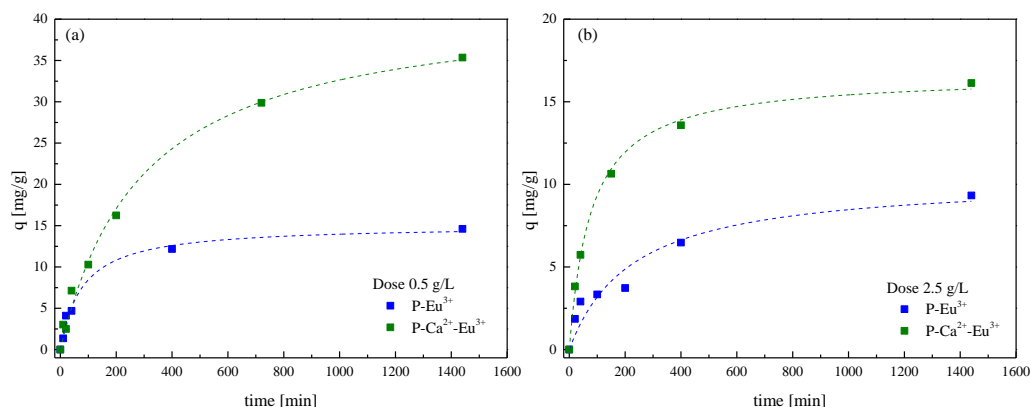 (a)
40
35
30
25
20
15
10
5
0
q [mg/g]
Dose 0.5 g/L
P-Eu³⁺
P-Ca²⁺-Eu³⁺
0 200 400 600 800 1000 1200 1400 1600
time [min]
(b)
20
15
10
5
0
q [mg/g]
Dose 2.5 g/L
P-Eu³⁺
P-Ca²⁺-Eu³⁺
0 200 400 600 800 1000 1200 1400 1600
time [min]